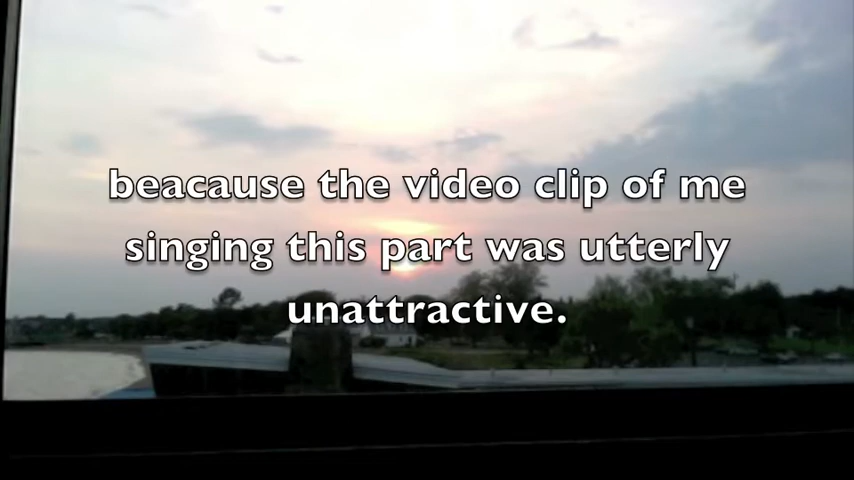 beacause the video clip of me
singing this part was utterly
unattractive.